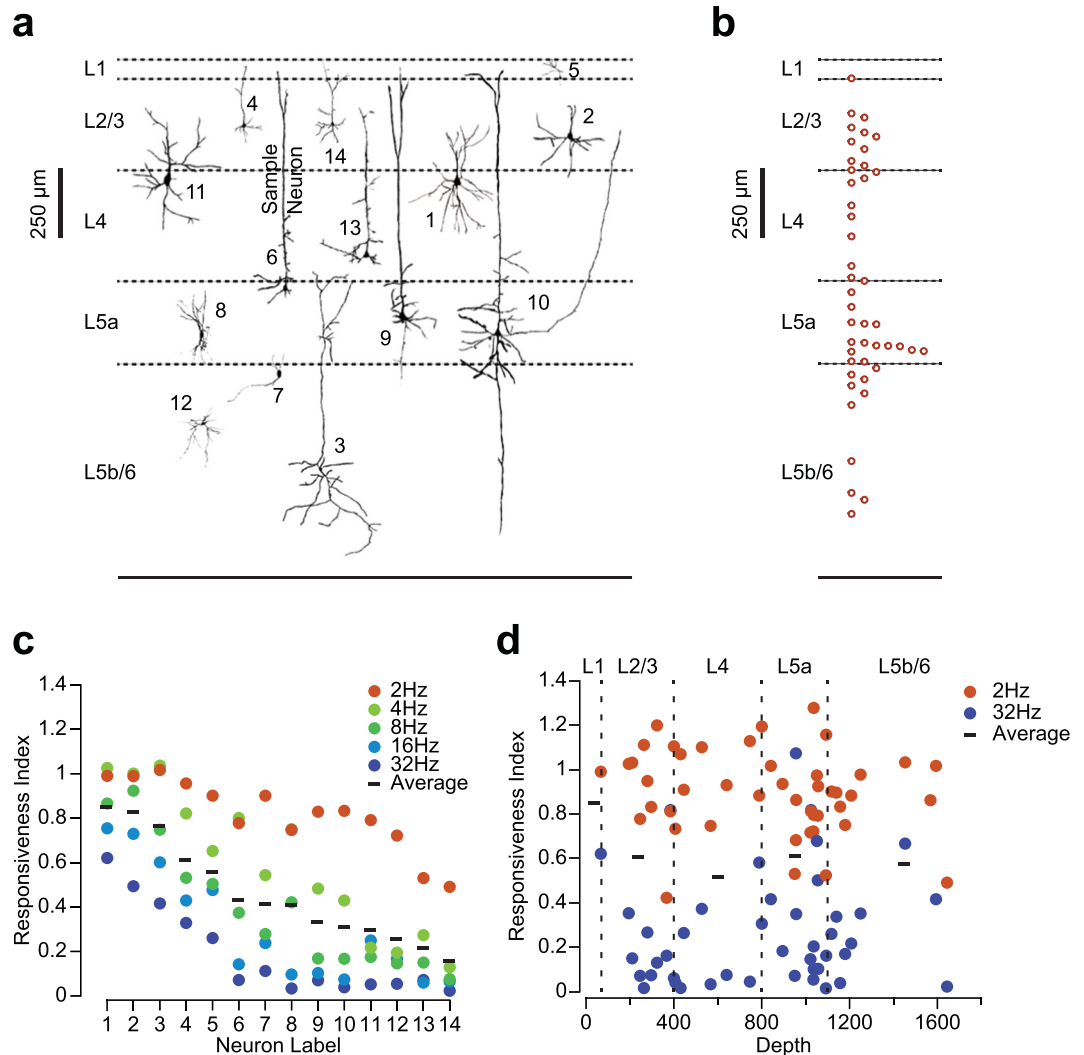 a
L1
L2/3
L4
L5a
L5b/6
250 µm
Sample
Neuron
5
4
2
14
11
1
13
6
8
10
9
7
12
3
b
L1
L2/3
L4
L5a
L5b/6
250 µm
c
Responsiveness Index
1.4
1.2
1
0.8
0.6
0.4
0.2
0
1 2 3 4 5 6 7 8 9 10 11 12 13 14
Neuron Label
2Hz
4Hz
8Hz
16Hz
32Hz
Average
d
L1 L2/3 L4 L5a L5b/6
Responsiveness Index
1.4
1.2
1
0.8
0.6
0.4
0.2
0
0 400 800 1200 1600
Depth
2Hz
32Hz
Average